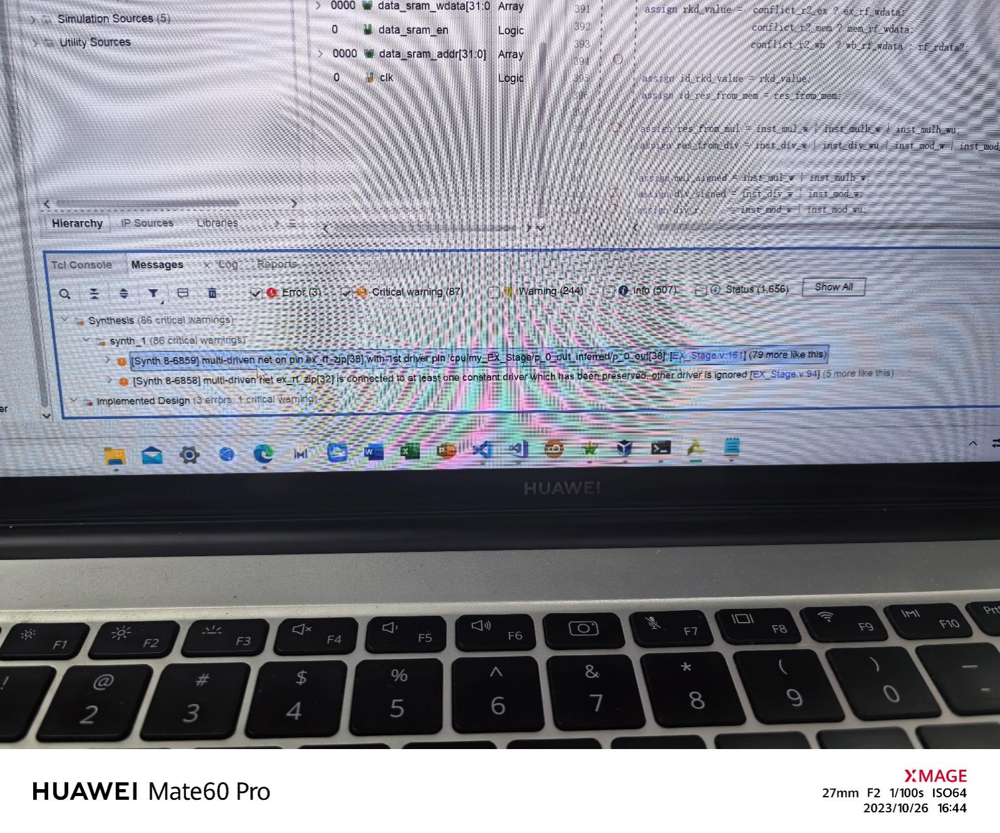 Simulation Sources (5)
Utility Sources
0000 data_sram_wdata[31:0 Array
0 data_sram_en Logic
0000 data_sram_addr[31:0] Array
0 clk Logic
391 assign rkd_value = conflict_r2_ex ? ex_rf_wdata:
392 conflict_r2_mem ? mem_rf_wdata:
393 conflict_r2_wb ? wb_rf_wdata : rf_rdata2;
394
395 assign id_rkd_value = rkd_value
assign id_res_from_mem = res_from_mem;
assign res_from_mul = inst_mul_w | inst_mulh_w | inst_mulh_wu;
assign res_from_div = inst_div_w | inst_div_wu | inst_mod_w | inst_mod
assign mul_signed = inst_mul_w | inst_mulh_w;
assign div_signed = inst_div_w | inst_mod_w;
assign div_r = inst_mod_w | inst_mod_wu;
Hierarchy IP Sources Libraries
Tcl Console Messages × Log Reports
Error (3) Critical warning (87) Warning (244) Info (507) Status (1,656) Show All
Synthesis (86 critical warnings)
synth_1 (86 critical warnings)
[Synth 8-6859] multi-driven net on pin ex_rf_zip[38] with 1st driver pin 'cpu/my_EX_Stage/p_0_out_inferred/p_0_out[38]' [EX_Stage.v:161] (79 more like this)
[Synth 8-6858] multi-driven net ex_rf_zip[32] is connected to at least one constant driver which has been preserved, other driver is ignored [EX_Stage.v:94] (5 more like this)
Implemented Design (3 errors, 1 critical warning)
er
HUAWEI
F1 F2 F3 F4 F5 F6 F7 F8 F9 F10 Prt
! @ # $ % ^ & * ( ) —
2 3 4 5 6 7 8 9 0 -
HUAWEI Mate60 Pro
XMAGE
27mm F2 1/100s ISO64
2023/10/26 16:44